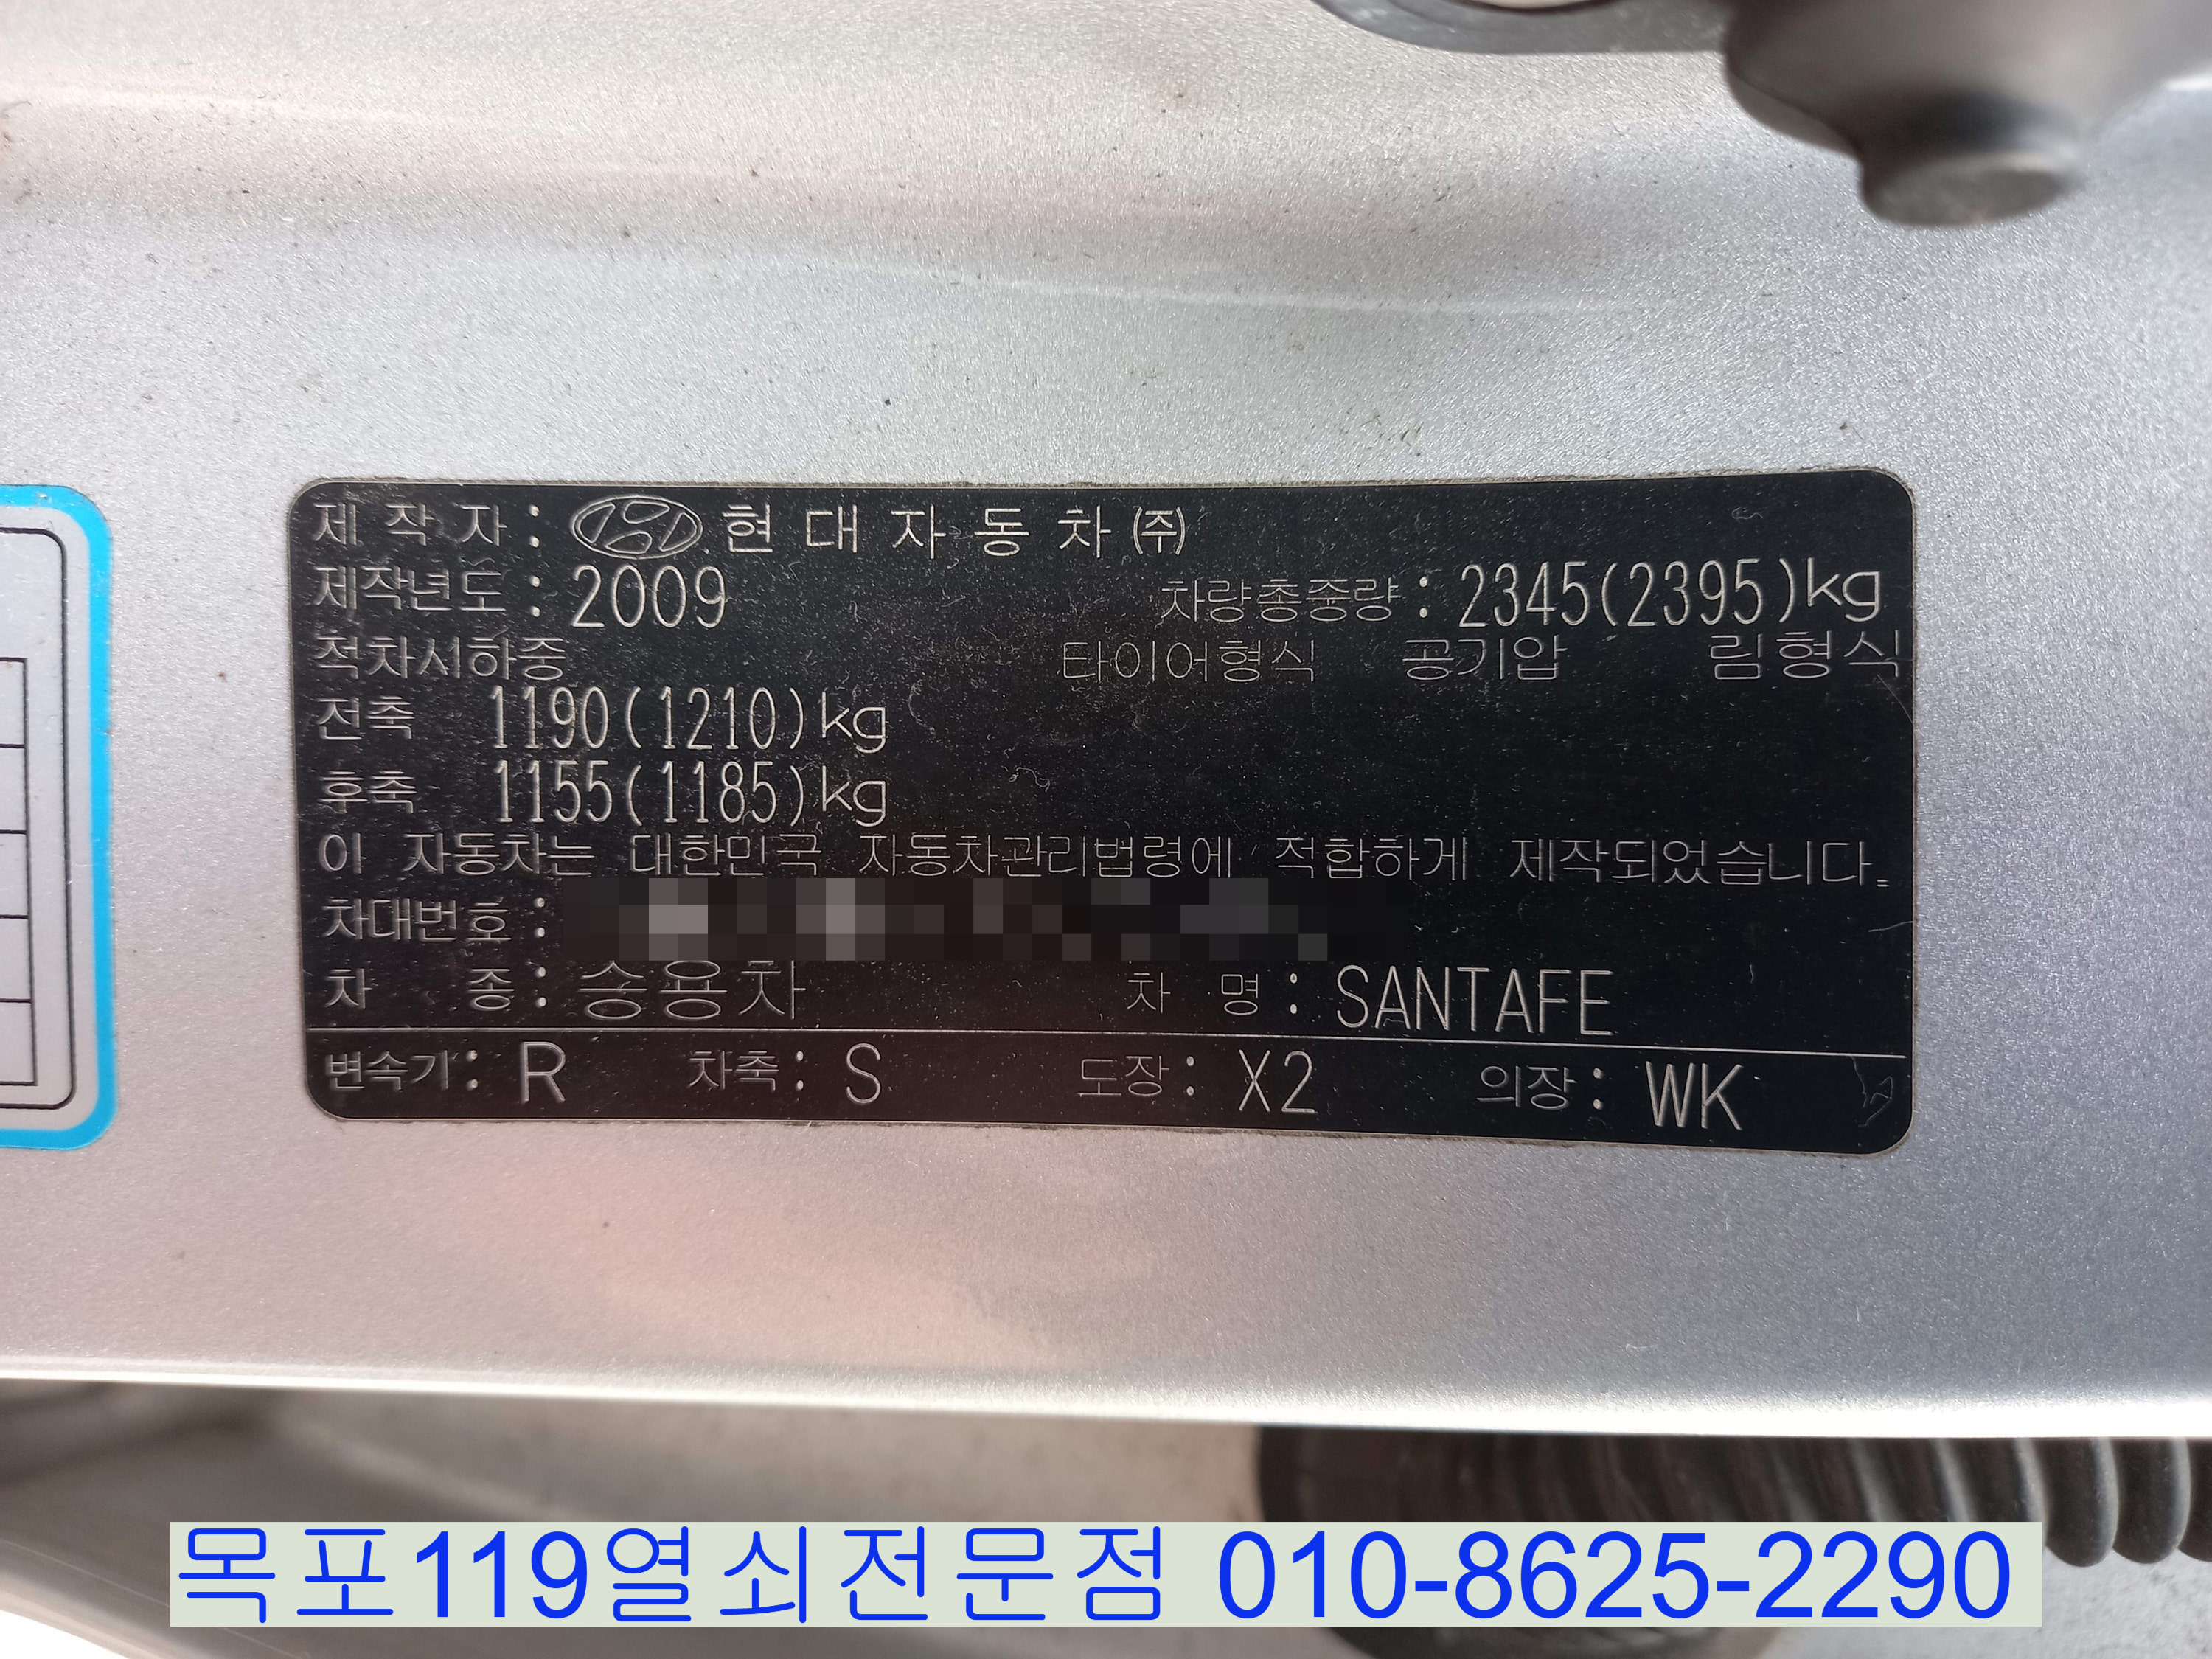 제 작 자 : 현 대 자 동 차 ㈜
제작년도 : 2009 차량총중량 : 2345(2395)kg
적차시하중 타이어형식 공기압 림형식
전축 1190(1210)kg
후축 1155(1185)kg
이 자동차는 대한민국 자동차관리법령에 적합하게 제작되었습니다.
차대번호 :
차 종 : 승용차 차 명 : SANTAFE
변속기 : R 차축 : S 도장 : X2 의장 : WK
목포119열쇠전문점 010-8625-2290